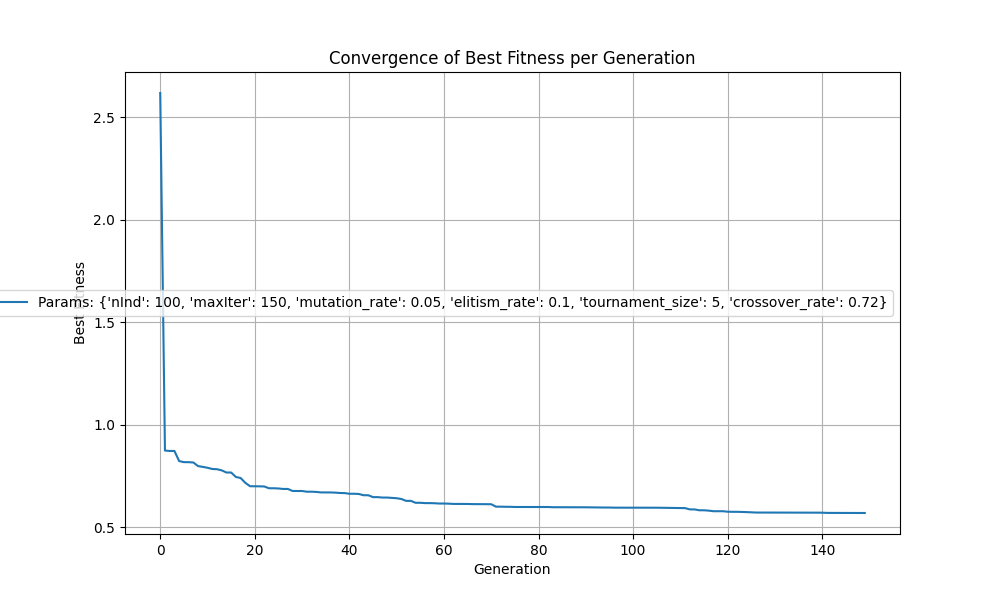 Convergence of Best Fitness per Generation
2.5
2.0
Params: {'nInd': 100, 'maxIter': 150, 'mutation_rate': 0.05, 'elitism_rate': 0.1, 'tournament_size': 5, 'crossover_rate': 0.72}
1.5
1.0
0.5
Best
0 20 40 60 80 100 120 140
Generation